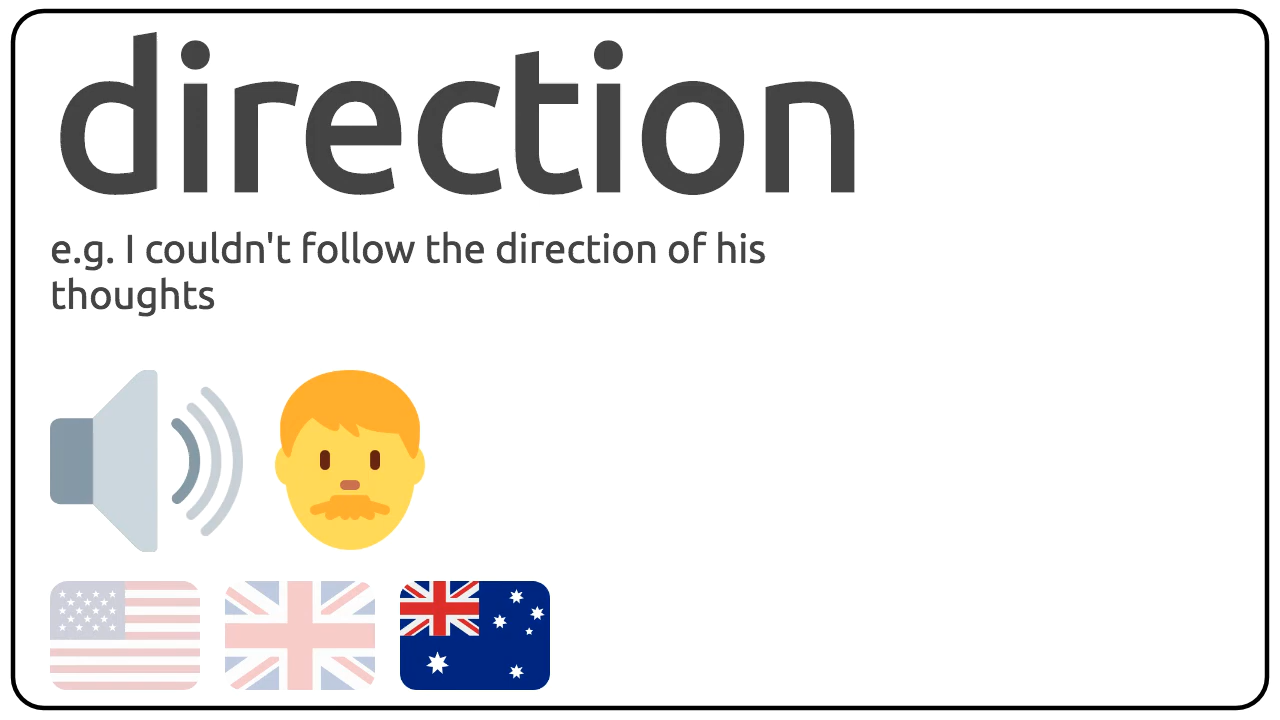 direction
e.g. I couldn't follow the direction of his
thoughts